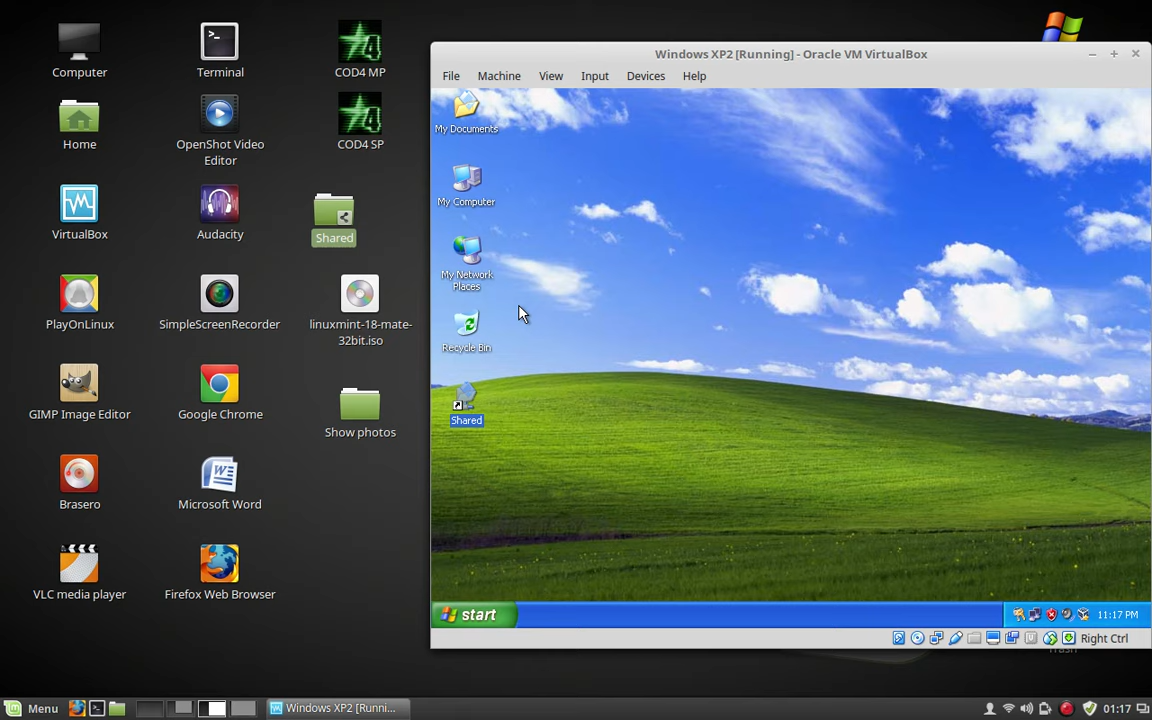 Computer
Terminal
COD4 MP
Home
OpenShot Video
Editor
COD4 SP
VirtualBox
Audacity
Shared
PlayOnLinux
SimpleScreenRecorder
linuxmint-18-mate-
32bit.iso
GIMP Image Editor
Google Chrome
Show photos
Brasero
Microsoft Word
VLC media player
Firefox Web Browser
Windows XP2 [Running] - Oracle VM VirtualBox
File Machine View Input Devices Help
My Documents
My Computer
My Network
Places
Recycle Bin
Shared
start
11:17 PM
Right Ctrl
Trash
Menu
Windows XP2 [Runni...
01:17